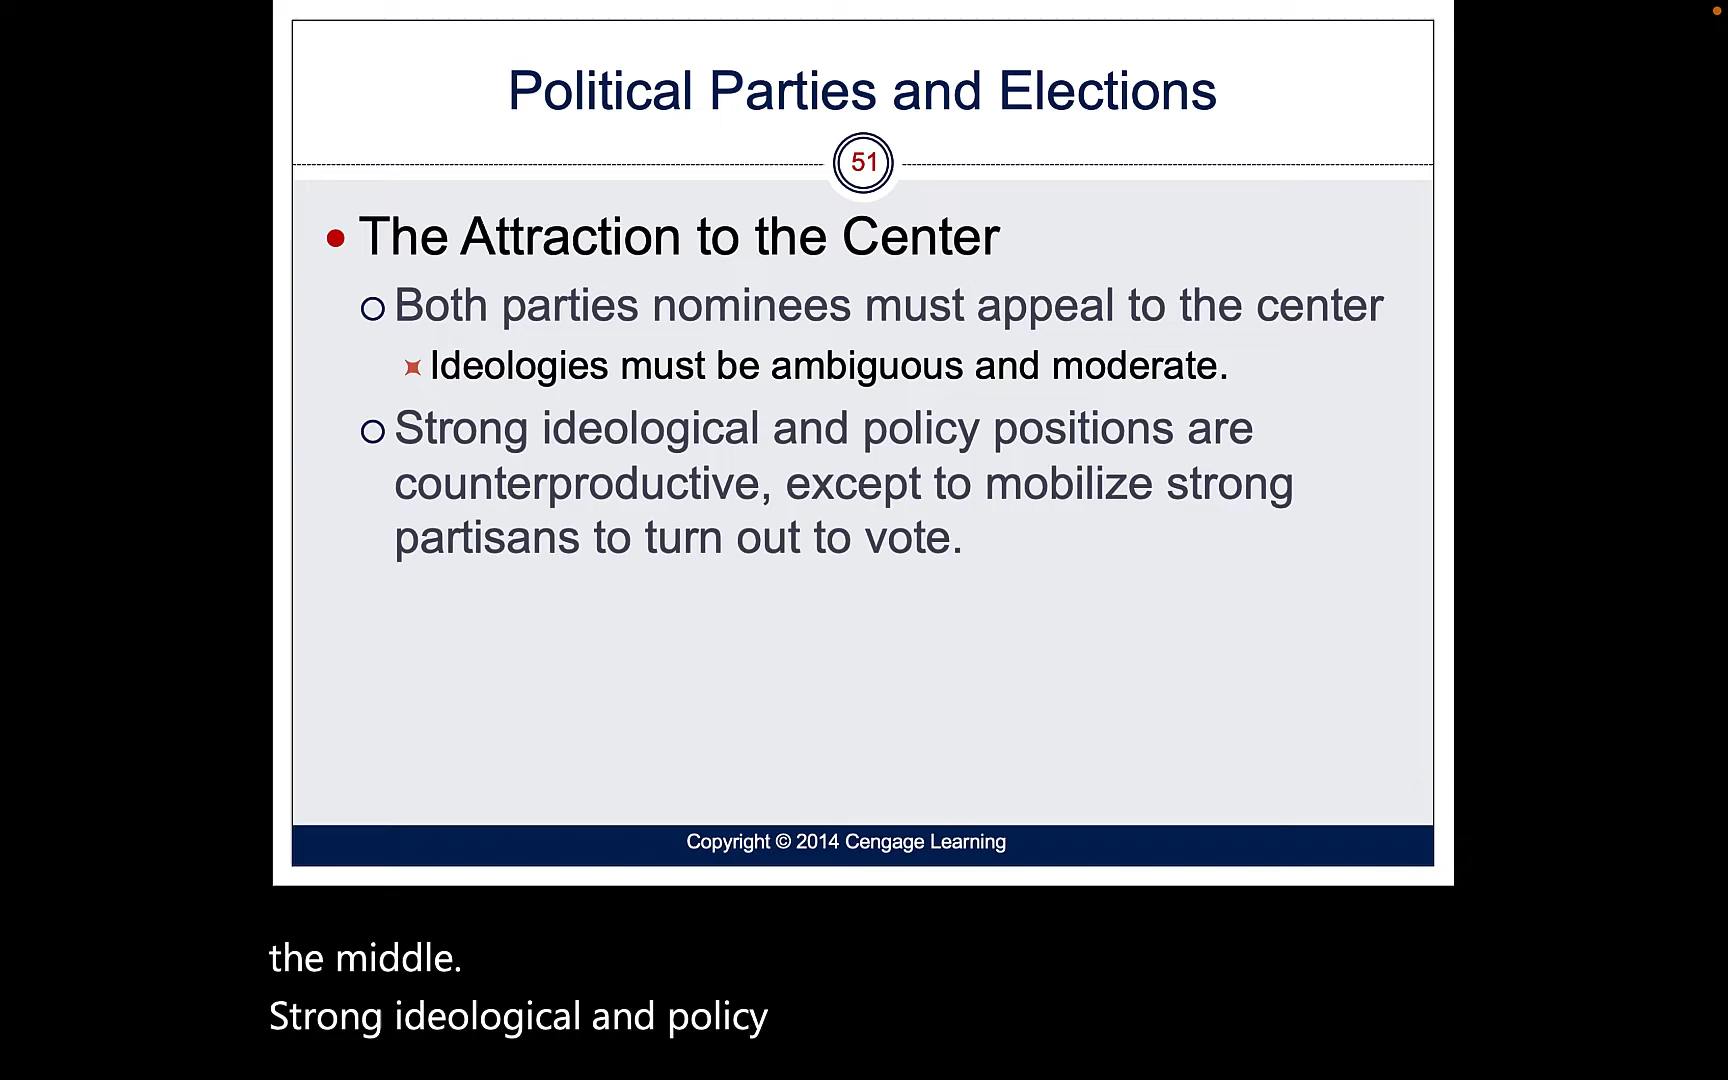 Political Parties and Elections
51
The Attraction to the Center
Both parties nominees must appeal to the center
Ideologies must be ambiguous and moderate.
Strong ideological and policy positions are
counterproductive, except to mobilize strong
partisans to turn out to vote.
Copyright © 2014 Cengage Learning
the middle.
Strong ideological and policy